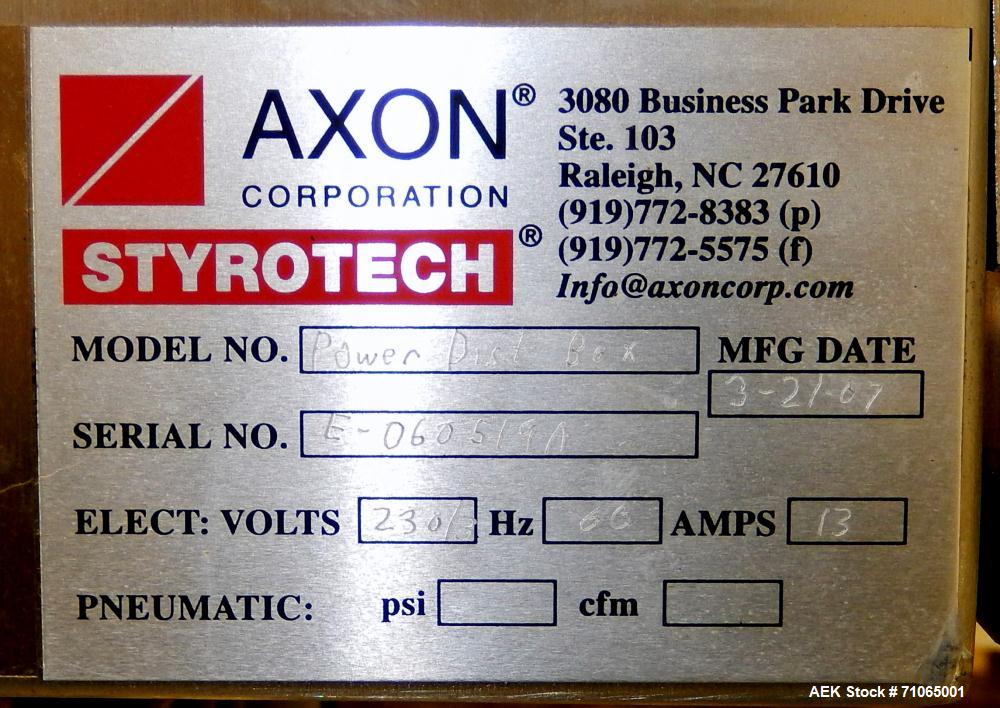 AXON® 3080 Business Park Drive
Ste. 103
CORPORATION Raleigh, NC 27610
(919)772-8383 (p)
STYROTECH® (919)772-5575 (f)
Info@axoncorp.com
MODEL NO. Power Dist Box MFG DATE
3-21-07
SERIAL NO. E-060519A
ELECT: VOLTS 230/3 Hz 60 AMPS 13
PNEUMATIC: psi cfm
AEK Stock # 71065001